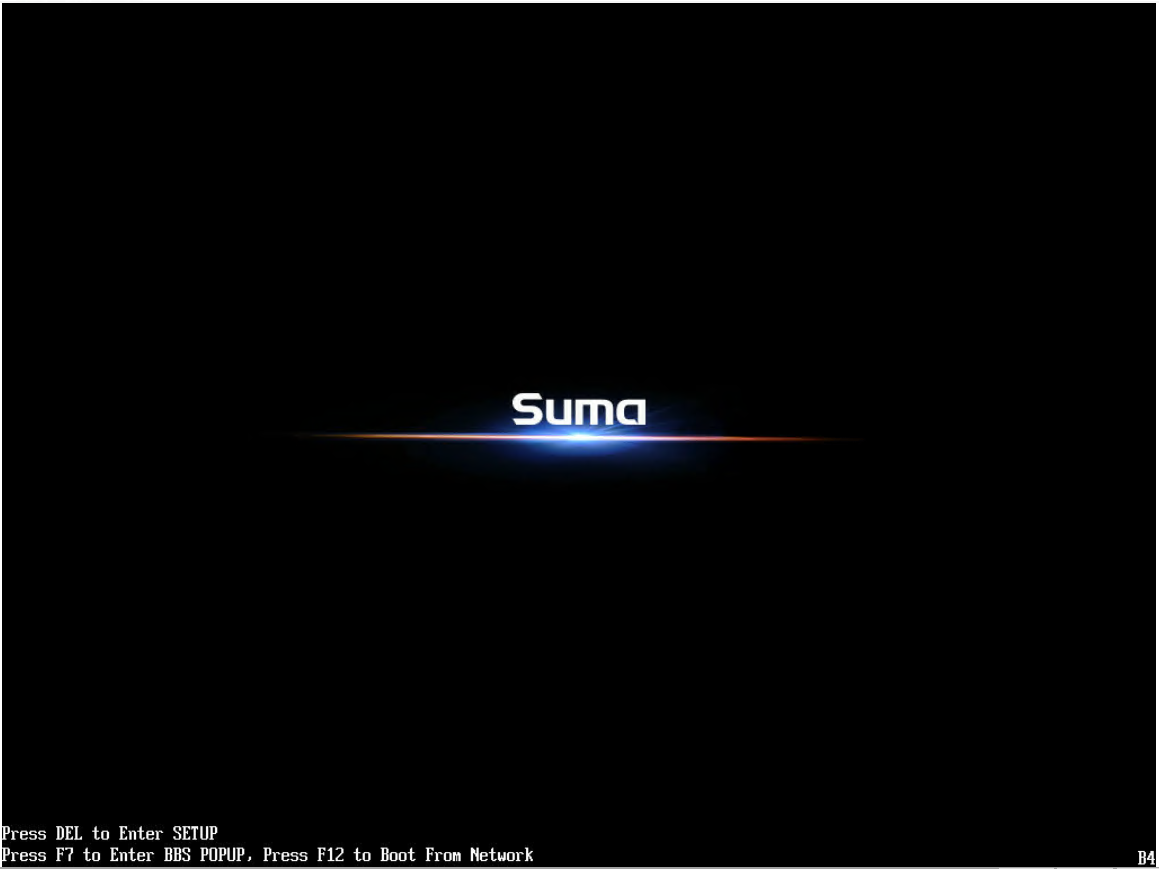 Suma
Press DEL to Enter SETUP
Press F7 to Enter BBS POPUP, Press F12 to Boot From Network
B4